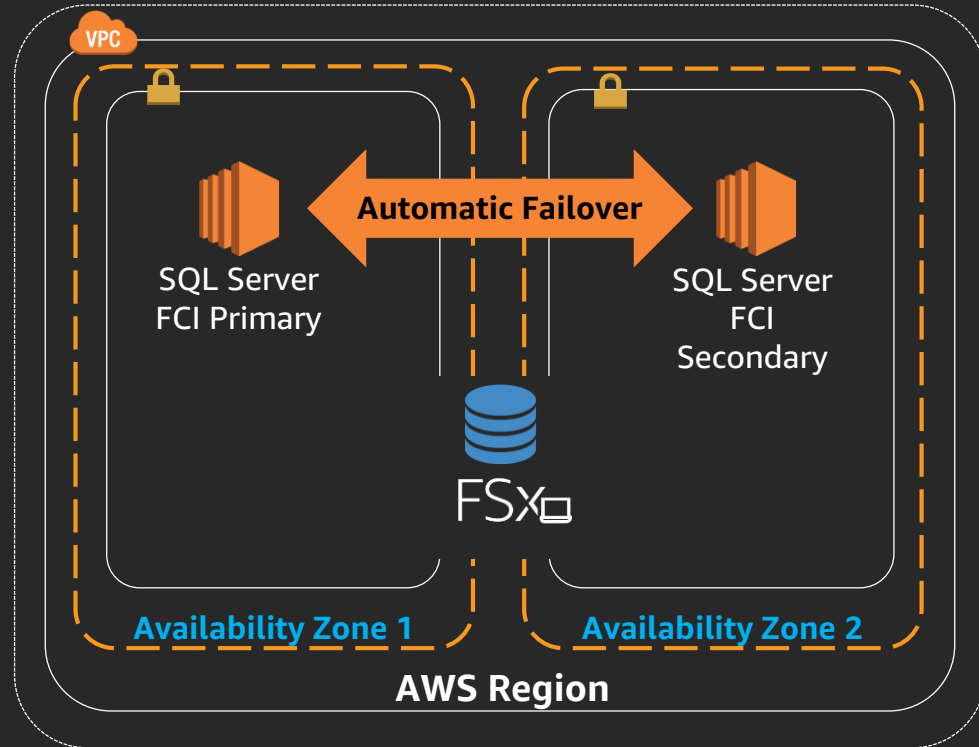 VPC
Automatic Failover
SQL Server
FCI Primary
SQL Server
FCI
Secondary
FSx
Availability Zone 1
Availability Zone 2
AWS Region